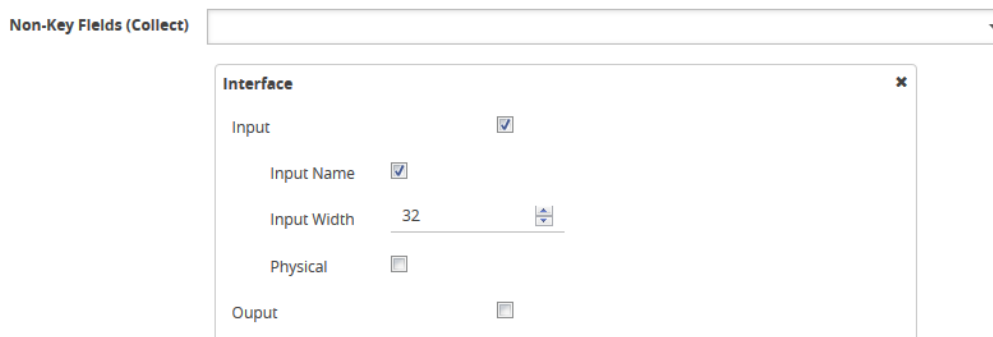 Non-Key Fields (Collect)
Interface
Input
Input Name
Input Width 32
Physical
Ouput